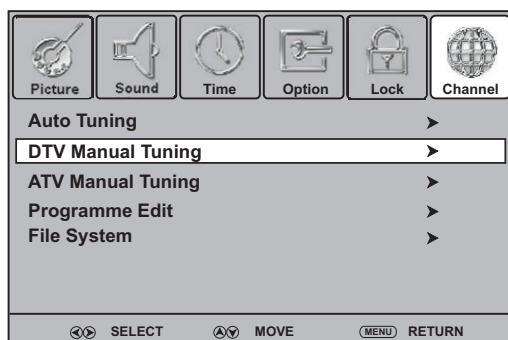 Picture Sound Time Option Lock Channel
Auto Tuning
DTV Manual Tuning
ATV Manual Tuning
Programme Edit
File System
SELECT MOVE MENU RETURN